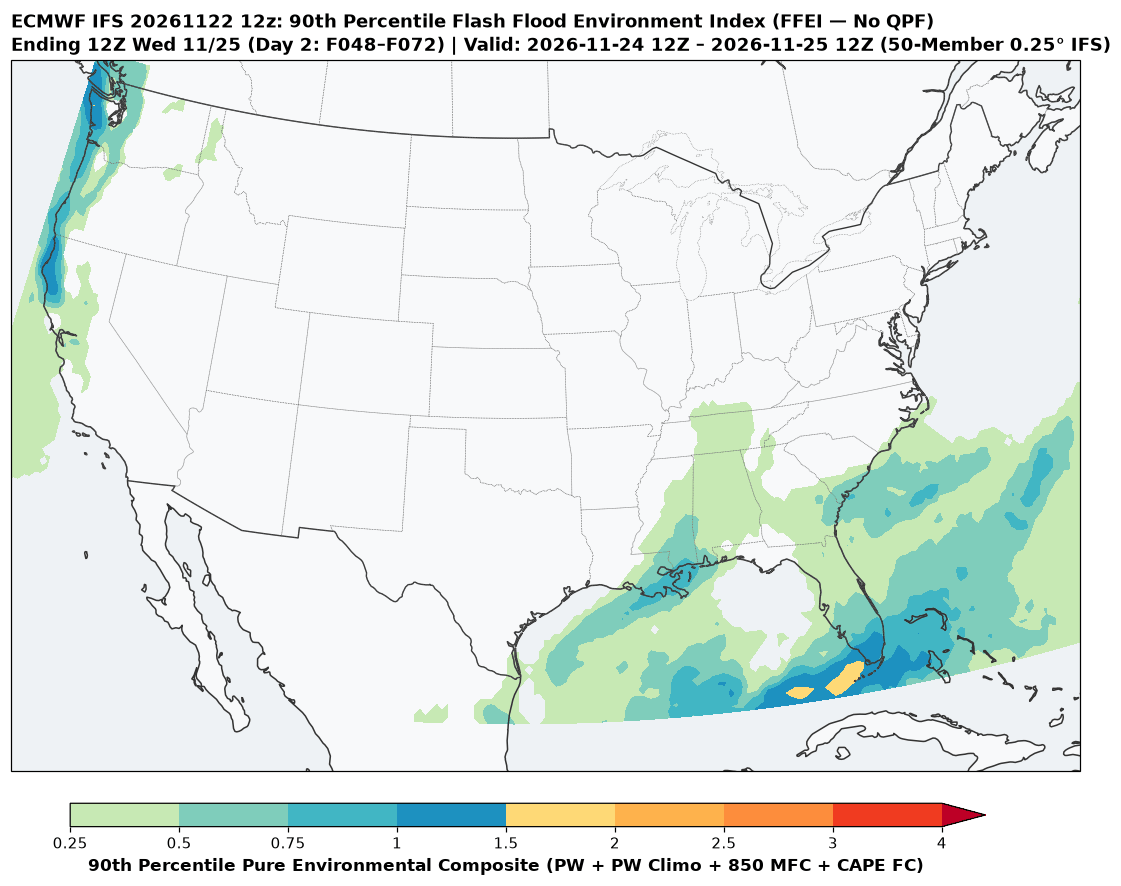 ECMWF IFS 20261122 12z: 90th Percentile Flash Flood Environment Index (FFEI — No QPF)
Ending 12Z Wed 11/25 (Day 2: F048–F072) | Valid: 2026-11-24 12Z – 2026-11-25 12Z (50-Member 0.25° IFS)
0.25 0.5 0.75 1 1.5 2 2.5 3 4
90th Percentile Pure Environmental Composite (PW + PW Climo + 850 MFC + CAPE FC)